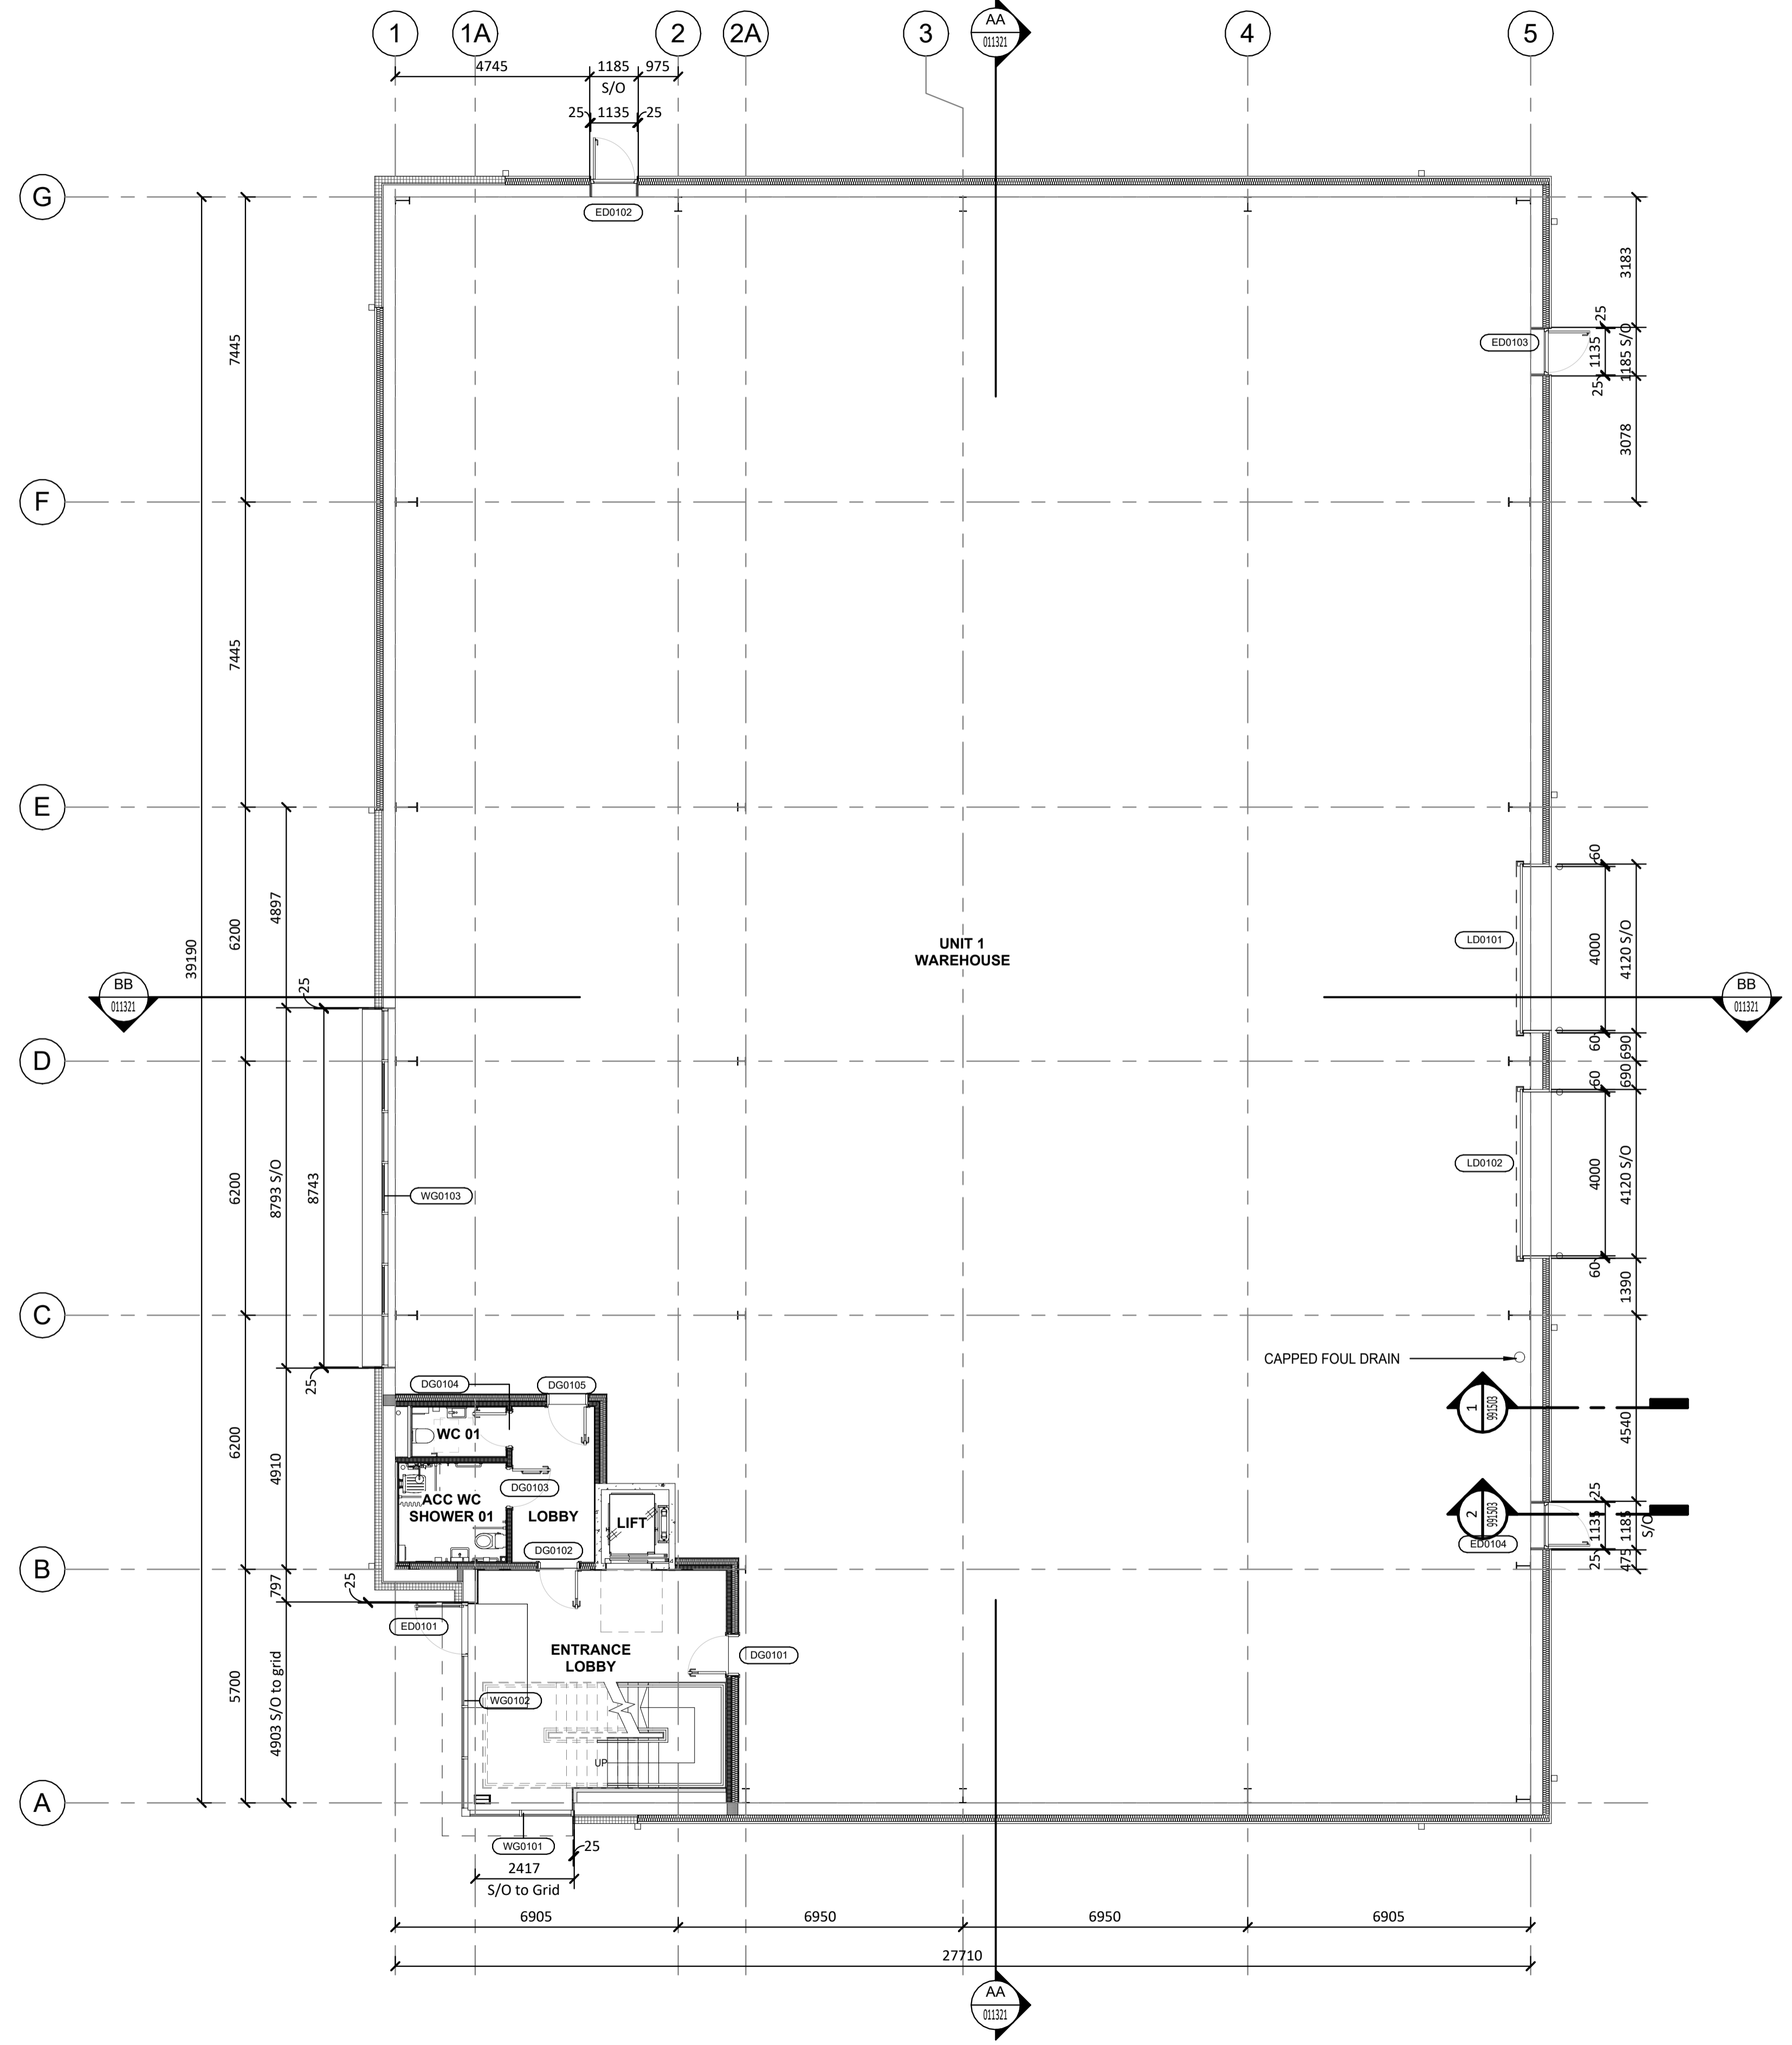 1 1A 2 2A 3 AA 4 5
011321
4745 1185 975
S/O
25 1135 25
G
ED0102
3183
25
ED0103
1135
1185 S/O
25
3078
7445
F
7445
E
60
4897
6200
39190
UNIT 1
WAREHOUSE
LD0101
4000
4120 S/O
BB
011321
25
BB
011321
60
690
D
60
690
6200
8793 S/O
8743
WG0103
LD0102
4000
4120 S/O
60
1390
C
CAPPED FOUL DRAIN
25
DG0104
DG0105
1
991503
WC 01
6200
4910
4540
DG0103
ACC WC
SHOWER 01
LOBBY
LIFT
25
2
991503
1135
1185
S/O
DG0102
ED0104
25
475
B
797
25
ED0101
ENTRANCE
LOBBY
DG0101
5700
4903 S/O to grid
WG0102
UP
A
WG0101
25
2417
S/O to Grid
6905 6950 6950 6905
27710
AA
011321